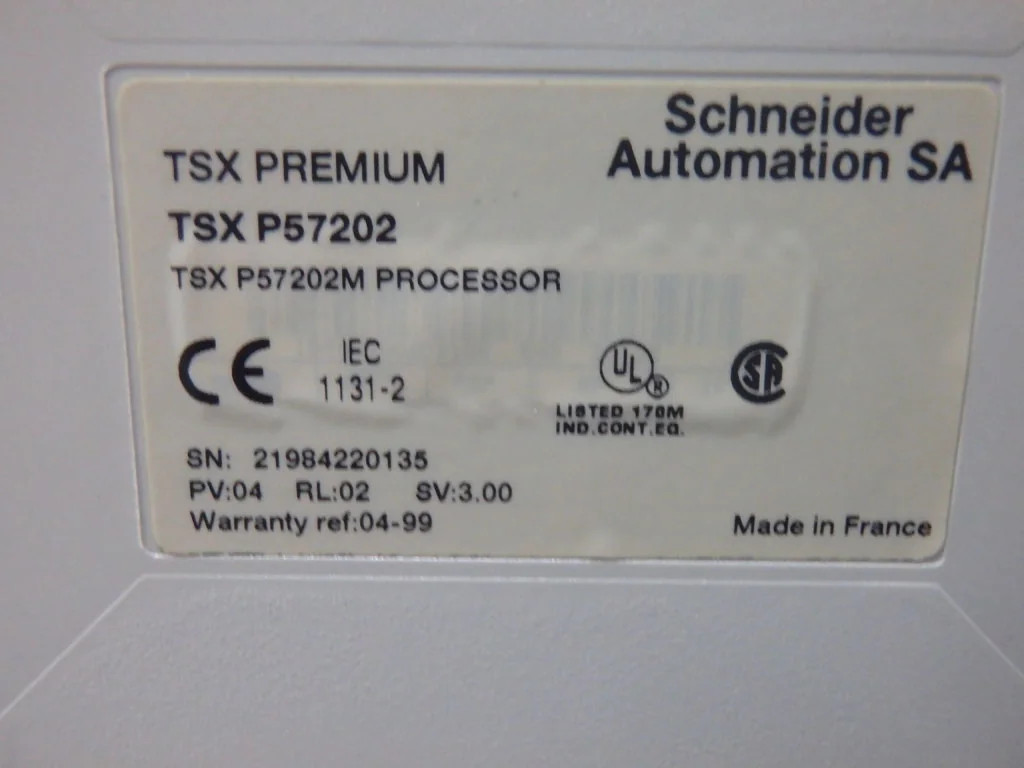 Schneider
Automation SA
TSX PREMIUM
TSX P57202
TSX P57202M PROCESSOR
CE
IEC
1131-2
UL ®
LISTED 170M
IND.CONT.EQ.
SA
SN: 21984220135
PV:04 RL:02 SV:3.00
Warranty ref:04-99
Made in France